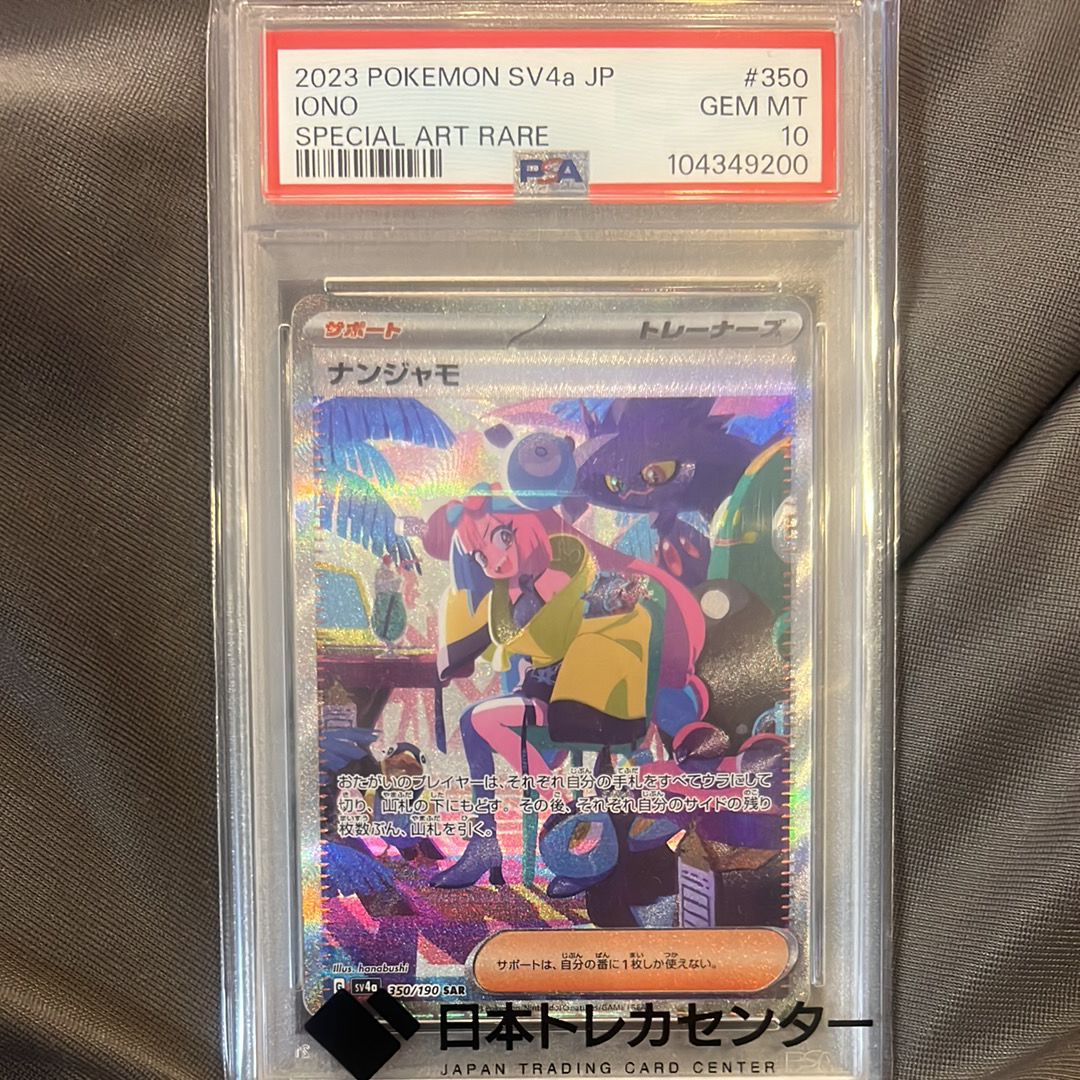 2023 POKEMON SV4a JP #350
IONO GEM MT
SPECIAL ART RARE 10
PSA 104349200
サポート トレーナーズ
ナンジャモ
おたがいのプレイヤーは、それぞれ自分の手札をすべてウラにして
切り、山札の下にもどす。その後、それぞれ自分のサイドの残り
枚数ぶん、山札を引く。
サポートは、自分の番に1枚しか使えない。
Illus. hanabushi
G sv4a 350/190 SAR
日本トレカセンター
JAPAN TRADING CARD CENTER
PSA